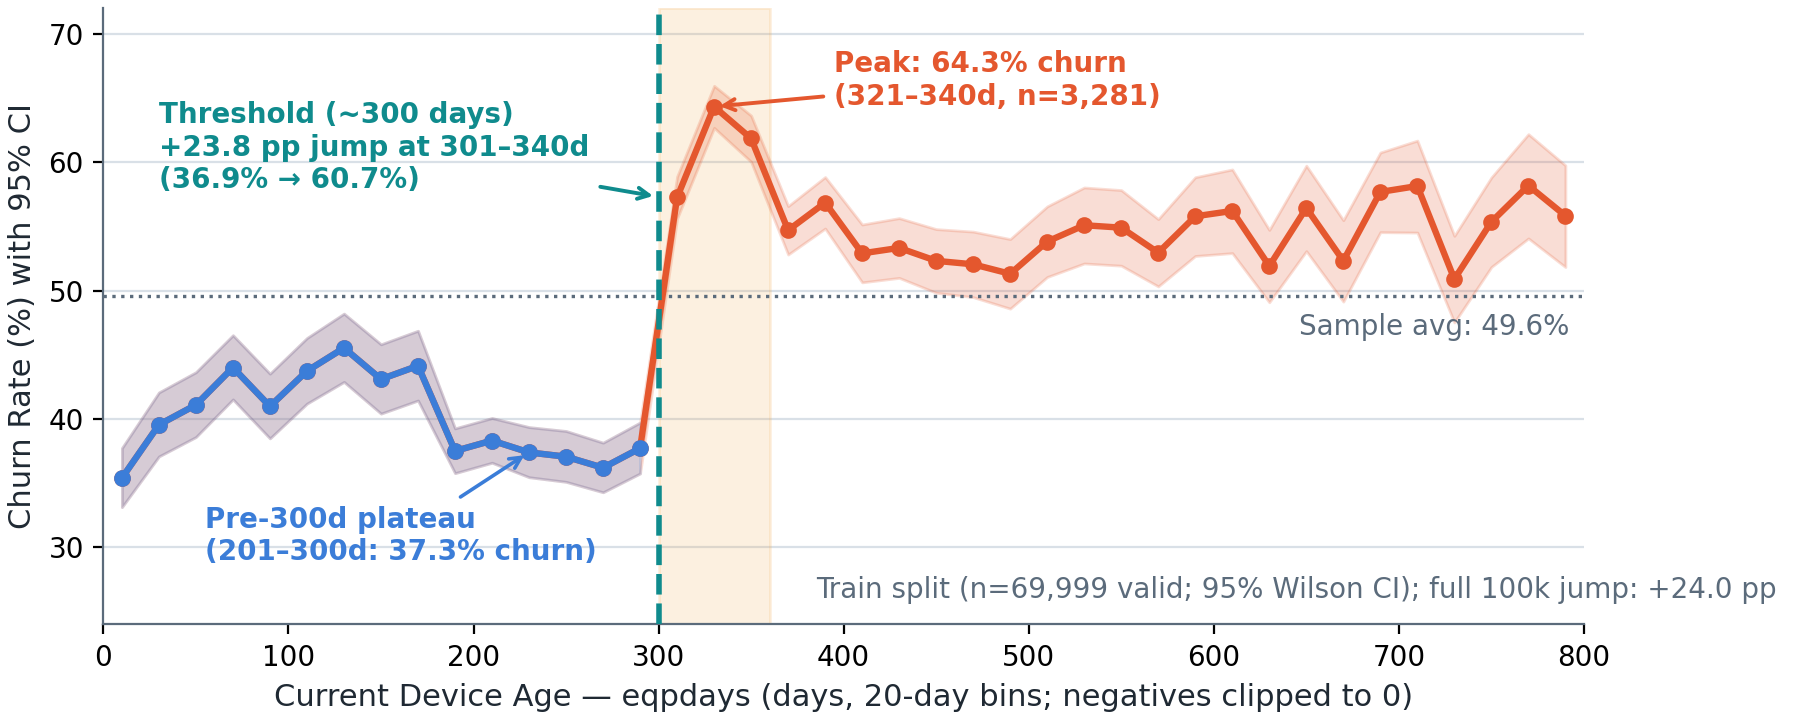 70
60
50
40
30
Churn Rate (%) with 95% CI
Threshold (~300 days)
+23.8 pp jump at 301–340d
(36.9% → 60.7%)
Peak: 64.3% churn
(321–340d, n=3,281)
Sample avg: 49.6%
Pre-300d plateau
(201–300d: 37.3% churn)
Train split (n=69,999 valid; 95% Wilson CI); full 100k jump: +24.0 pp
0 100 200 300 400 500 600 700 800
Current Device Age — eqpdays (days, 20-day bins; negatives clipped to 0)